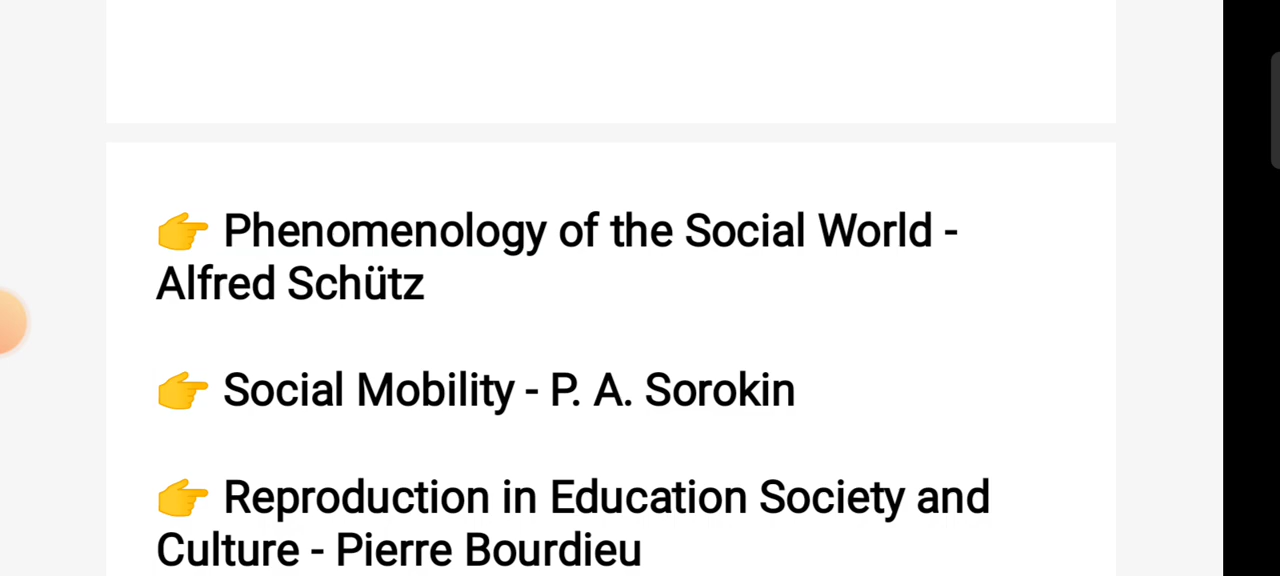 👉 Phenomenology of the Social World -
Alfred Schütz
👉 Social Mobility - P. A. Sorokin
👉 Reproduction in Education Society and
Culture - Pierre Bourdieu